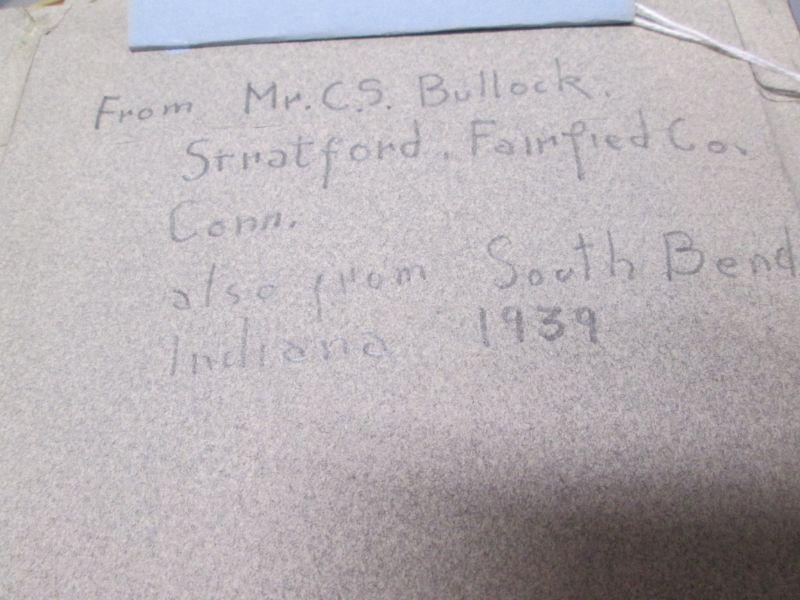 From Mr. C.S. Bullock.
Stratford. Fairfied Co.
Conn.
also from South Bend
Indiana 1939